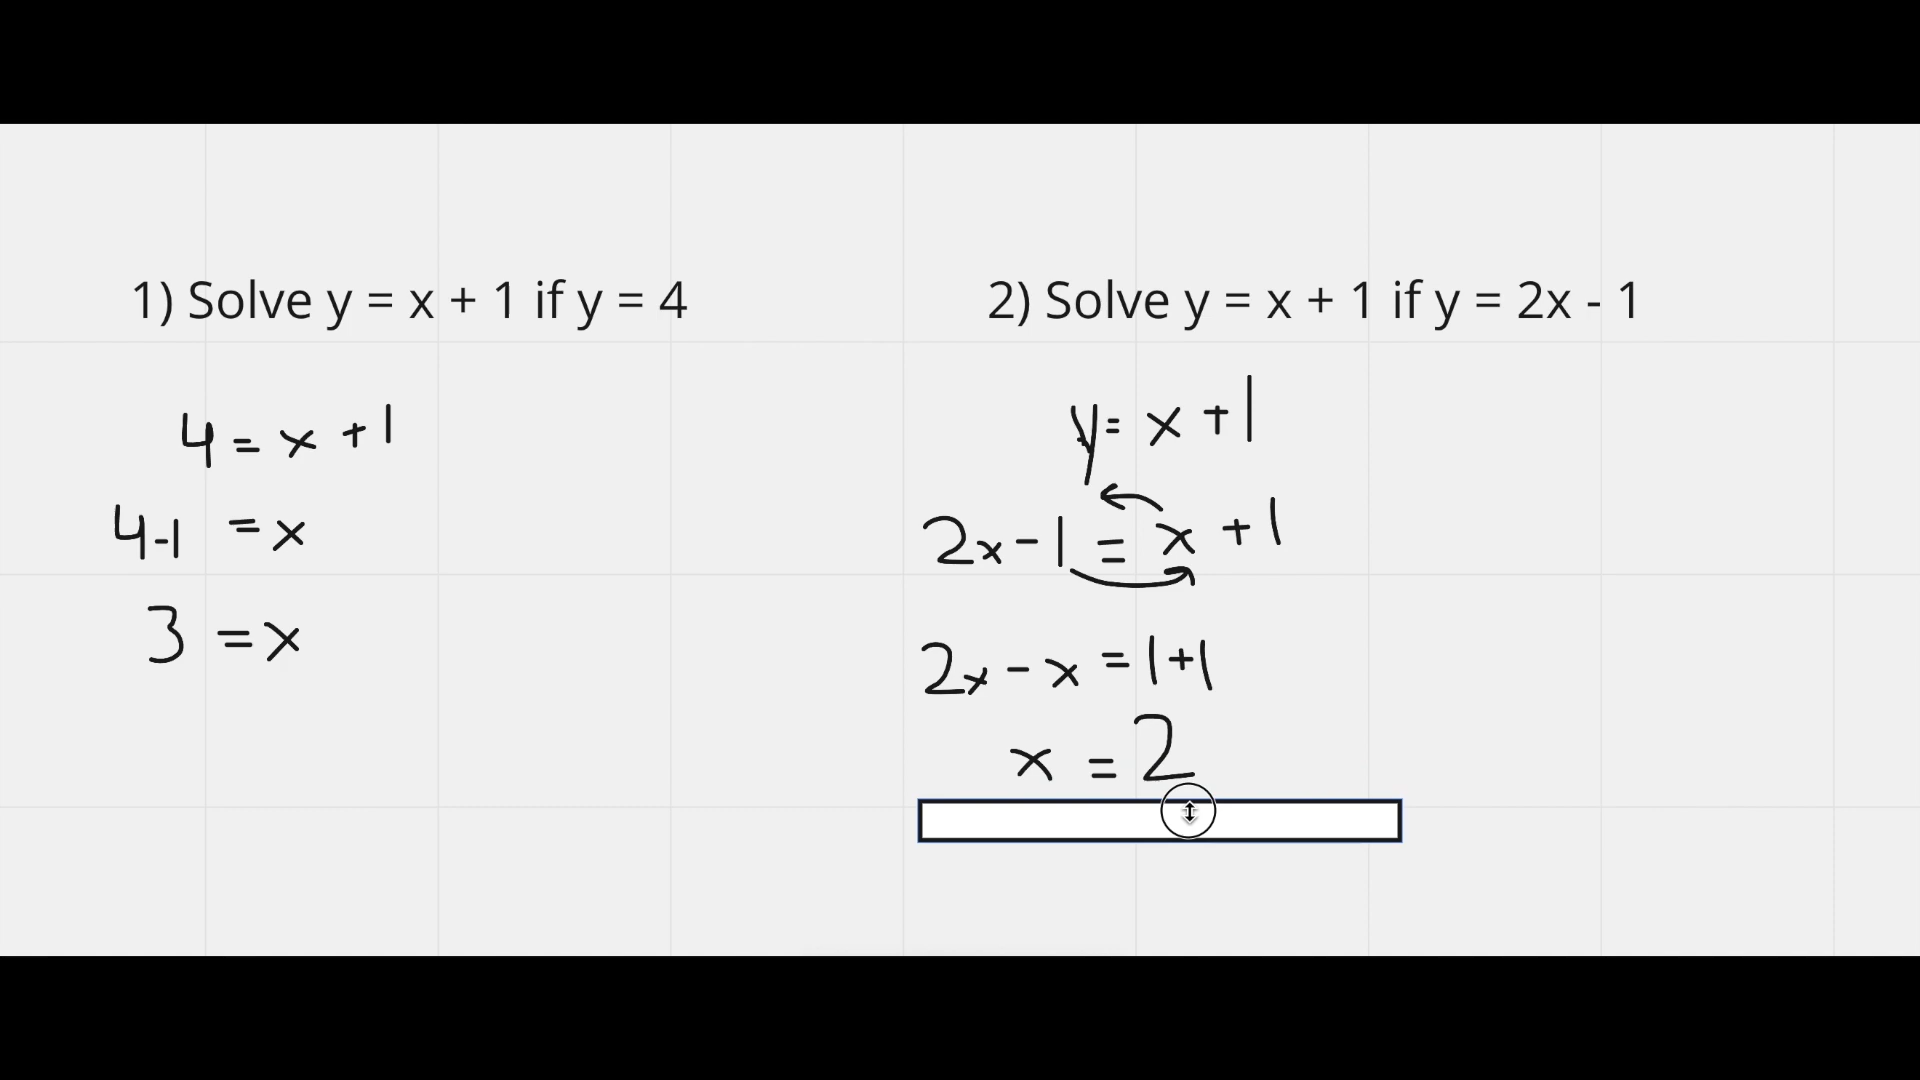 1) Solve y = x + 1 if y = 4
4 = x + 1
4-1 = x
3 = x
2) Solve y = x + 1 if y = 2x - 1
y = x + 1
2x - 1 = x + 1
2x - x = 1 + 1
x = 2